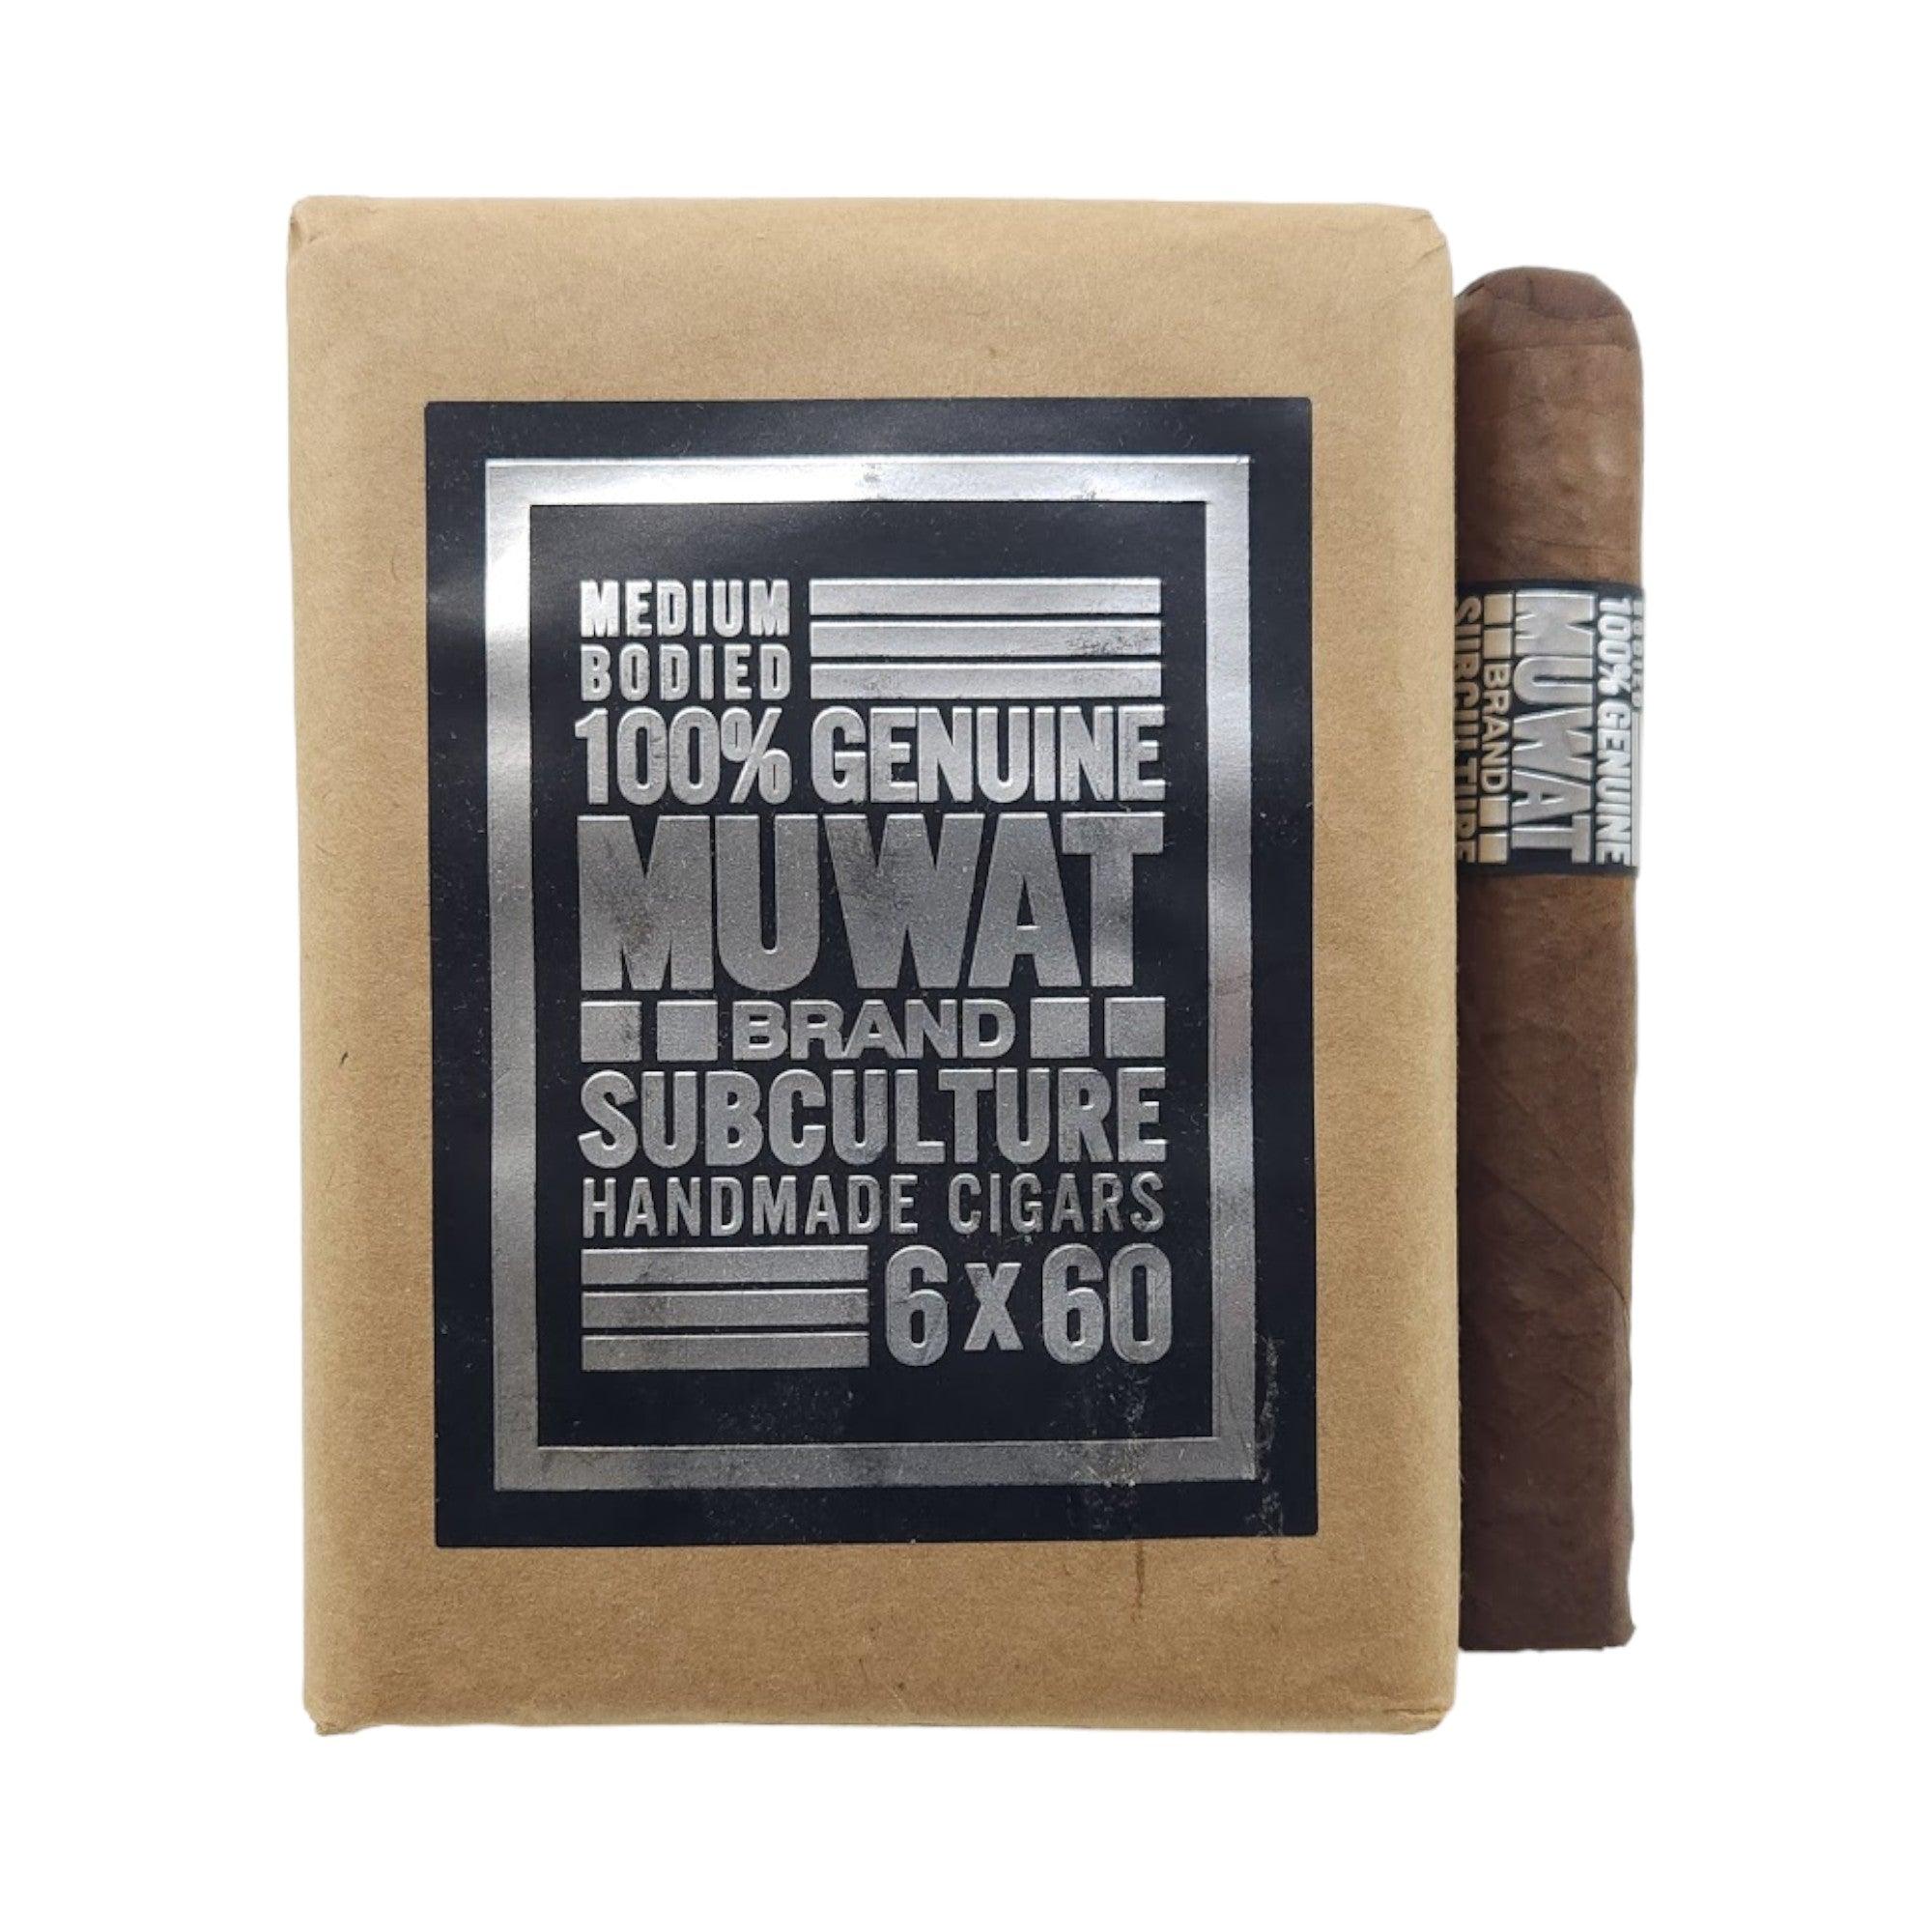 MEDIUM
BODIED
100% GENUINE
MUWAT
BRAND
SUBCULTURE
HANDMADE CIGARS
6 x 60
100% GENUINE
MUWAT
BRAND
SUBCULTURE